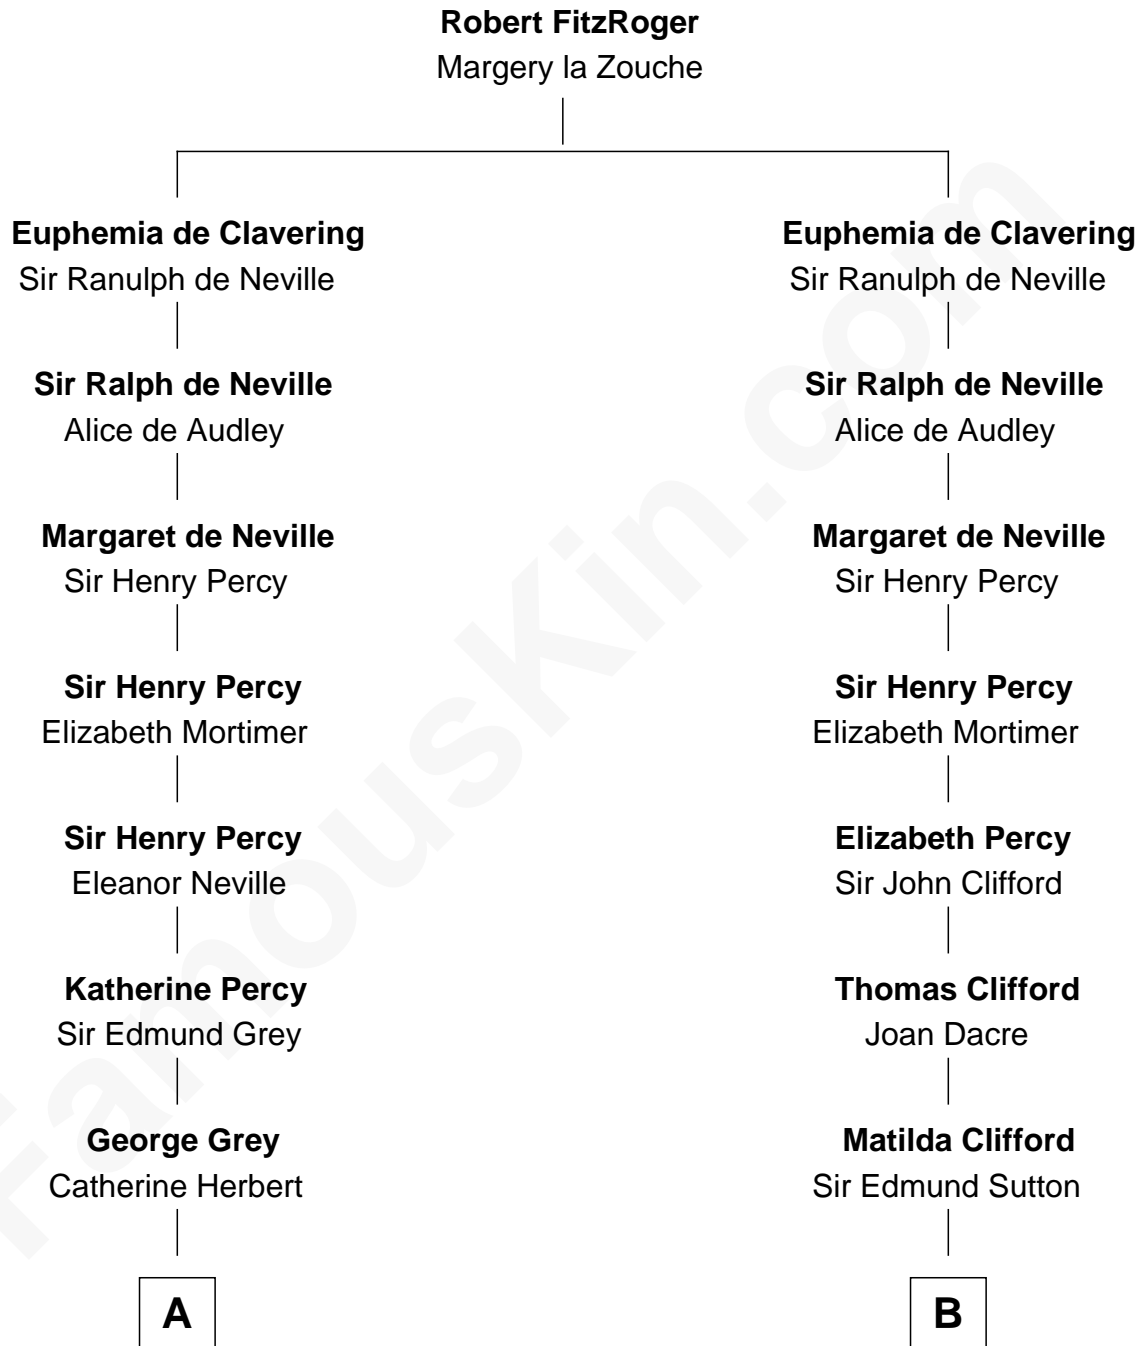 Robert FitzRoger
Margery la Zouche
Euphemia de Clavering
Sir Ranulph de Neville
Sir Ralph de Neville
Alice de Audley
Margaret de Neville
Sir Henry Percy
Sir Henry Percy
Elizabeth Mortimer
Sir Henry Percy
Eleanor Neville
Katherine Percy
Sir Edmund Grey
George Grey
Catherine Herbert
A
Euphemia de Clavering
Sir Ranulph de Neville
Sir Ralph de Neville
Alice de Audley
Margaret de Neville
Sir Henry Percy
Sir Henry Percy
Elizabeth Mortimer
Elizabeth Percy
Sir John Clifford
Thomas Clifford
Joan Dacre
Matilda Clifford
Sir Edmund Sutton
B
FamousKin.com